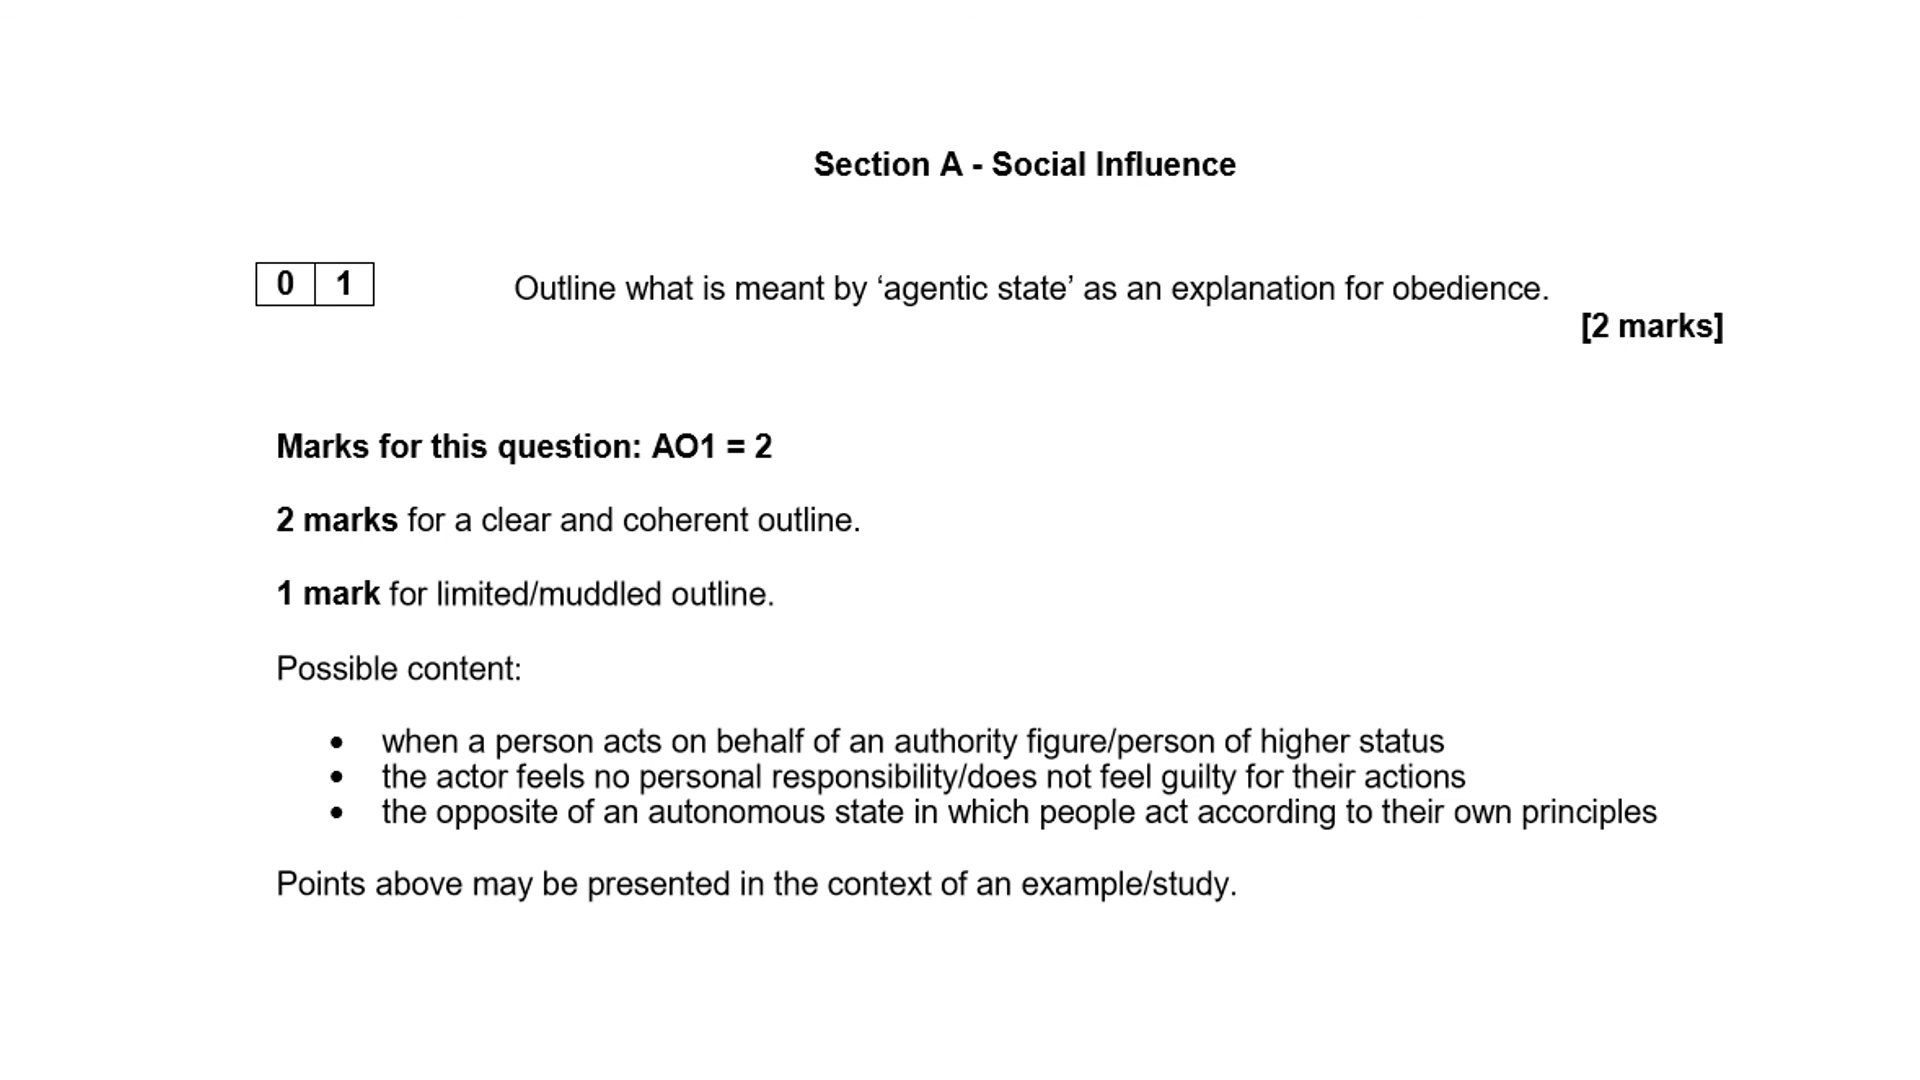 Section A - Social Influence
0 1
Outline what is meant by ‘agentic state’ as an explanation for obedience.
[2 marks]
Marks for this question: AO1 = 2
2 marks for a clear and coherent outline.
1 mark for limited/muddled outline.
Possible content:
• when a person acts on behalf of an authority figure/person of higher status
• the actor feels no personal responsibility/does not feel guilty for their actions
• the opposite of an autonomous state in which people act according to their own principles
Points above may be presented in the context of an example/study.